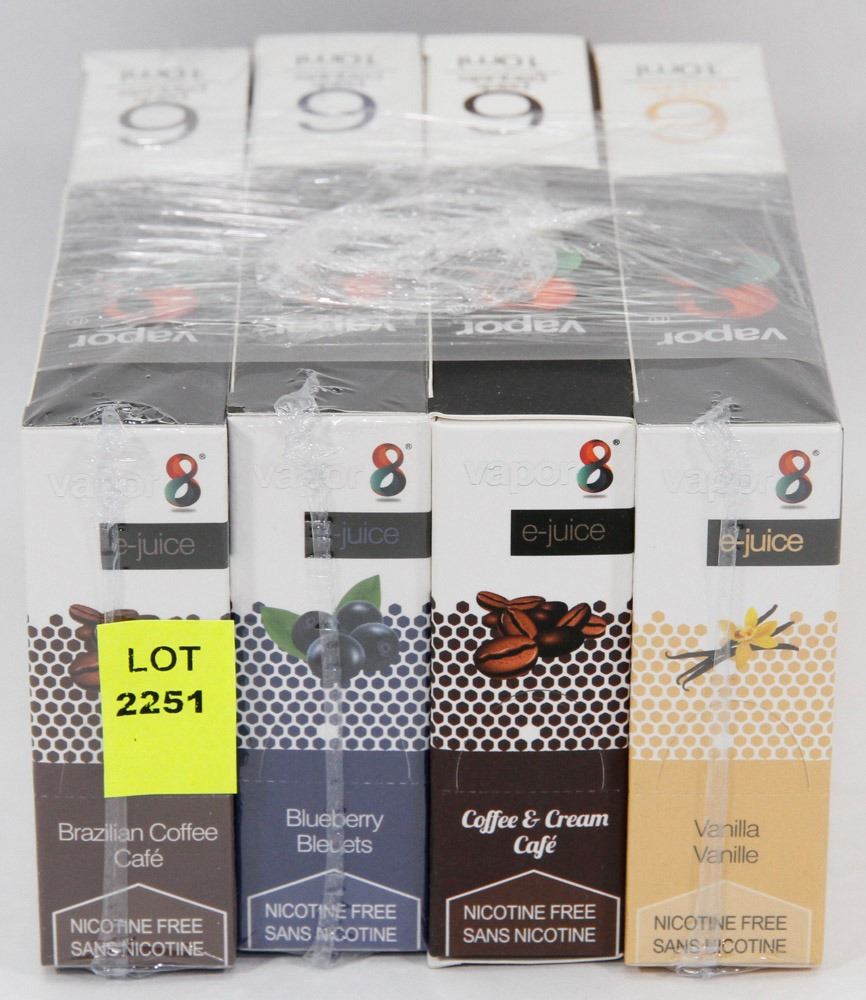 10ml
10ml
10ml
10ml
vapor
vapor
vapor
vapor
vapor 8®
e-juice
LOT
2251
Brazilian Coffee
Café
NICOTINE FREE
SANS NICOTINE
vapor 8®
e-juice
Blueberry
Bleuets
NICOTINE FREE
SANS NICOTINE
vapor 8®
e-juice
Coffee & Cream
Café
NICOTINE FREE
SANS NICOTINE
vapor 8®
e-juice
Vanilla
Vanille
NICOTINE FREE
SANS NICOTINE